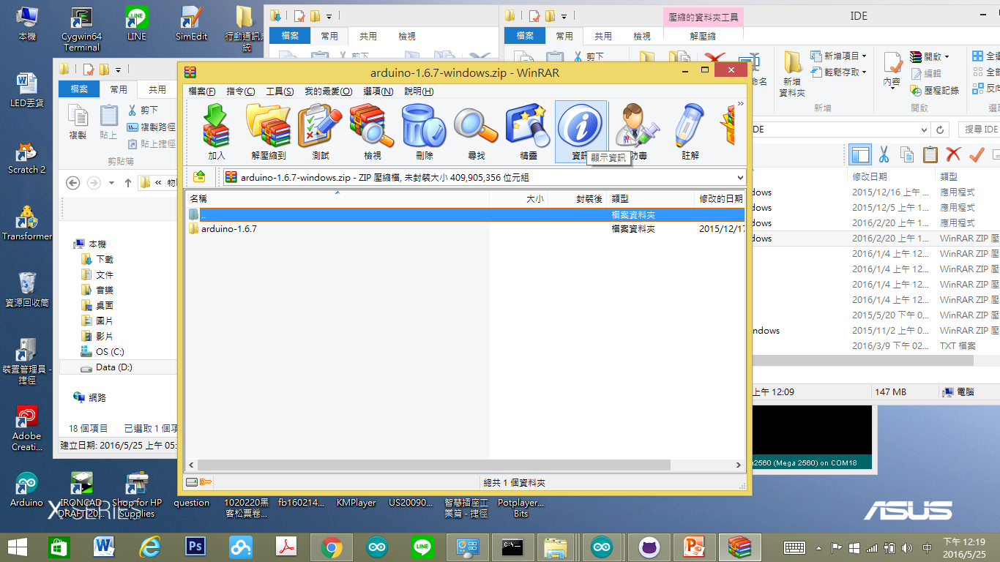 本機
Cygwin64
Terminal
LINE
SimEdit
行動通訊系
統
LED丟貨
Scratch 2
Transformer
資源回收筒
裝置管理員 -
捷徑
Adobe
Creati...
Arduino
IRONCAD
DRAFT 20...
Shop for HP
Supplies
question
1020220黑
客松票卷...
fb160214...
KMPlayer
US20090...
智慧插座工
業篇 - 捷徑
Potplayer...
Bits
X SERIES
ASUS
檔案 常用 共用 檢視
剪下
壓縮的資料夾工具
IDE
檔案 常用 共用 檢視 解壓縮
剪下
新增
資料夾
新增項目
輕鬆存取
新增
內容
開啟
編輯
歷程記錄
開啟
檔案 常用 共用
複製
貼上
剪下
複製路徑
貼上捷徑
剪貼簿
«
本機
下載
文件
音樂
桌面
圖片
影片
OS (C:)
Data (D:)
網路
18 個項目 已選取 1 個項
建立日期: 2016/5/25 上午 05:
arduino-1.6.7-windows.zip - WinRAR
檔案(F) 指令(C) 工具(S) 我的最愛(O) 選項(N) 說明(H)
加入 解壓縮到 測試 檢視 刪除 尋找 精靈 資訊 防毒 註解
顯示資訊
arduino-1.6.7-windows.zip - ZIP 壓縮檔, 未封裝大小 409,905,356 位元組
名稱 大小 封裝後 類型 修改的日期
.. 檔案資料夾
arduino-1.6.7 檔案資料夾 2015/12/17
總共 1 個資料夾
IDE
搜尋 IDE
修改日期 類型
dows 2015/12/16 上午 ... 應用程式
dows 2015/12/5 上午 1... 應用程式
dows 2016/2/20 上午 1... 應用程式
dows 2016/2/20 上午 1... WinRAR ZIP 壓
2016/1/4 上午 12... WinRAR ZIP 壓
2016/1/4 上午 12... WinRAR ZIP 壓
2016/1/4 上午 12... WinRAR ZIP 壓
2016/1/4 上午 12... WinRAR ZIP 壓
2015/5/20 下午 0... WinRAR ZIP 壓
ndows 2015/11/2 上午 0... WinRAR ZIP 壓
2016/3/9 下午 02... TXT 檔案
上午 12:09 147 MB 電腦
2560 (Mega 2560) on COM18
中
下午 12:19
2016/5/25